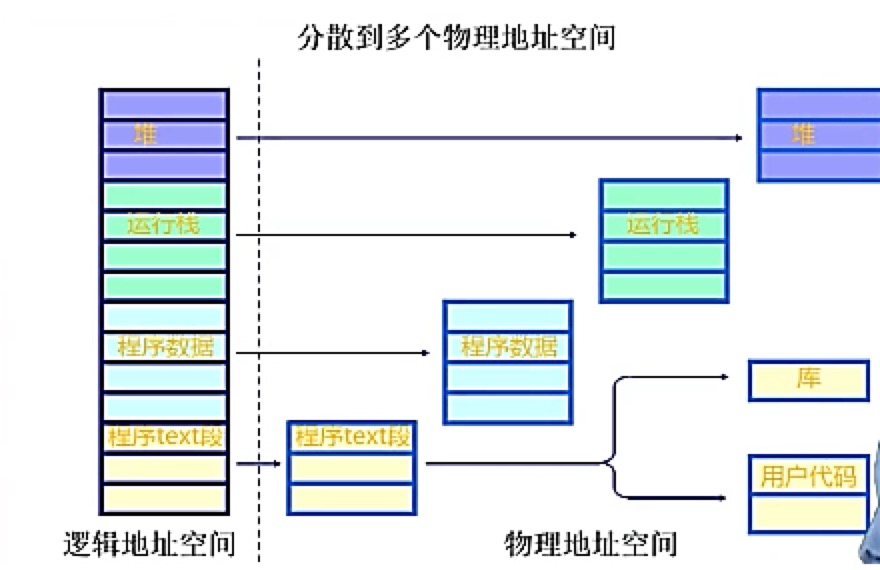 分散到多个物理地址空间
堆
堆
运行栈
运行栈
程序数据
程序数据
库
程序text段
程序text段
用户代码
逻辑地址空间
物理地址空间